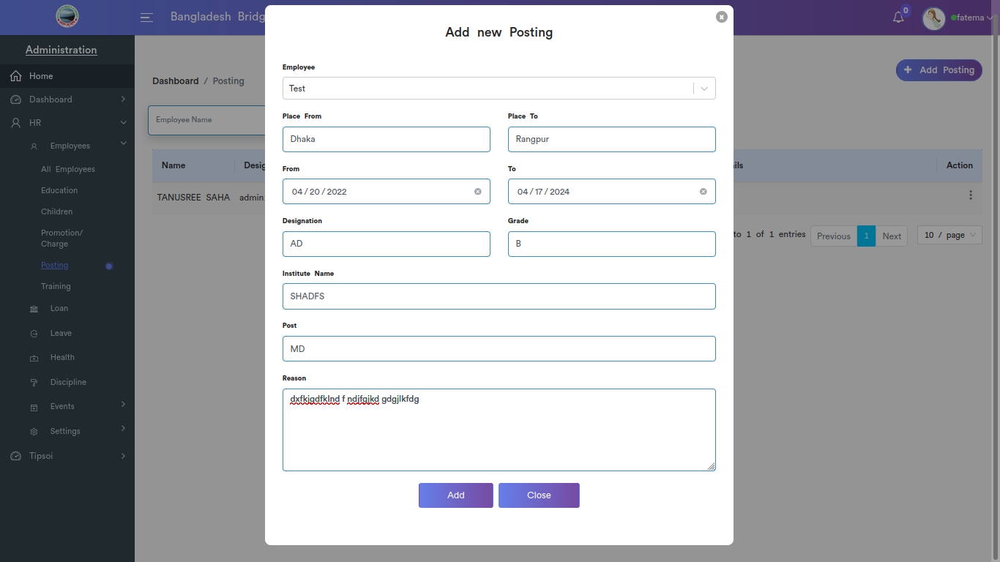 Bangladesh Bridg
0
fatema
Administration
Home
Dashboard
HR
Employees
All Employees
Education
Children
Promotion/
Charge
Posting
Training
Loan
Leave
Health
Discipline
Events
Settings
Tipsoi
Dashboard / Posting
+ Add Posting
Employee Name
Name Desig ils Action
TANUSREE SAHA admin.
to 1 of 1 entries Previous 1 Next 10 / page
Add new Posting
Employee
Test
Place From Place To
Dhaka Rangpur
From To
04/20/2022 04/17/2024
Designation Grade
AD B
Institute Name
SHADFS
Post
MD
Reason
dxfkjgdfklnd f ndjfgjkd gdgjlkfdg
Add Close